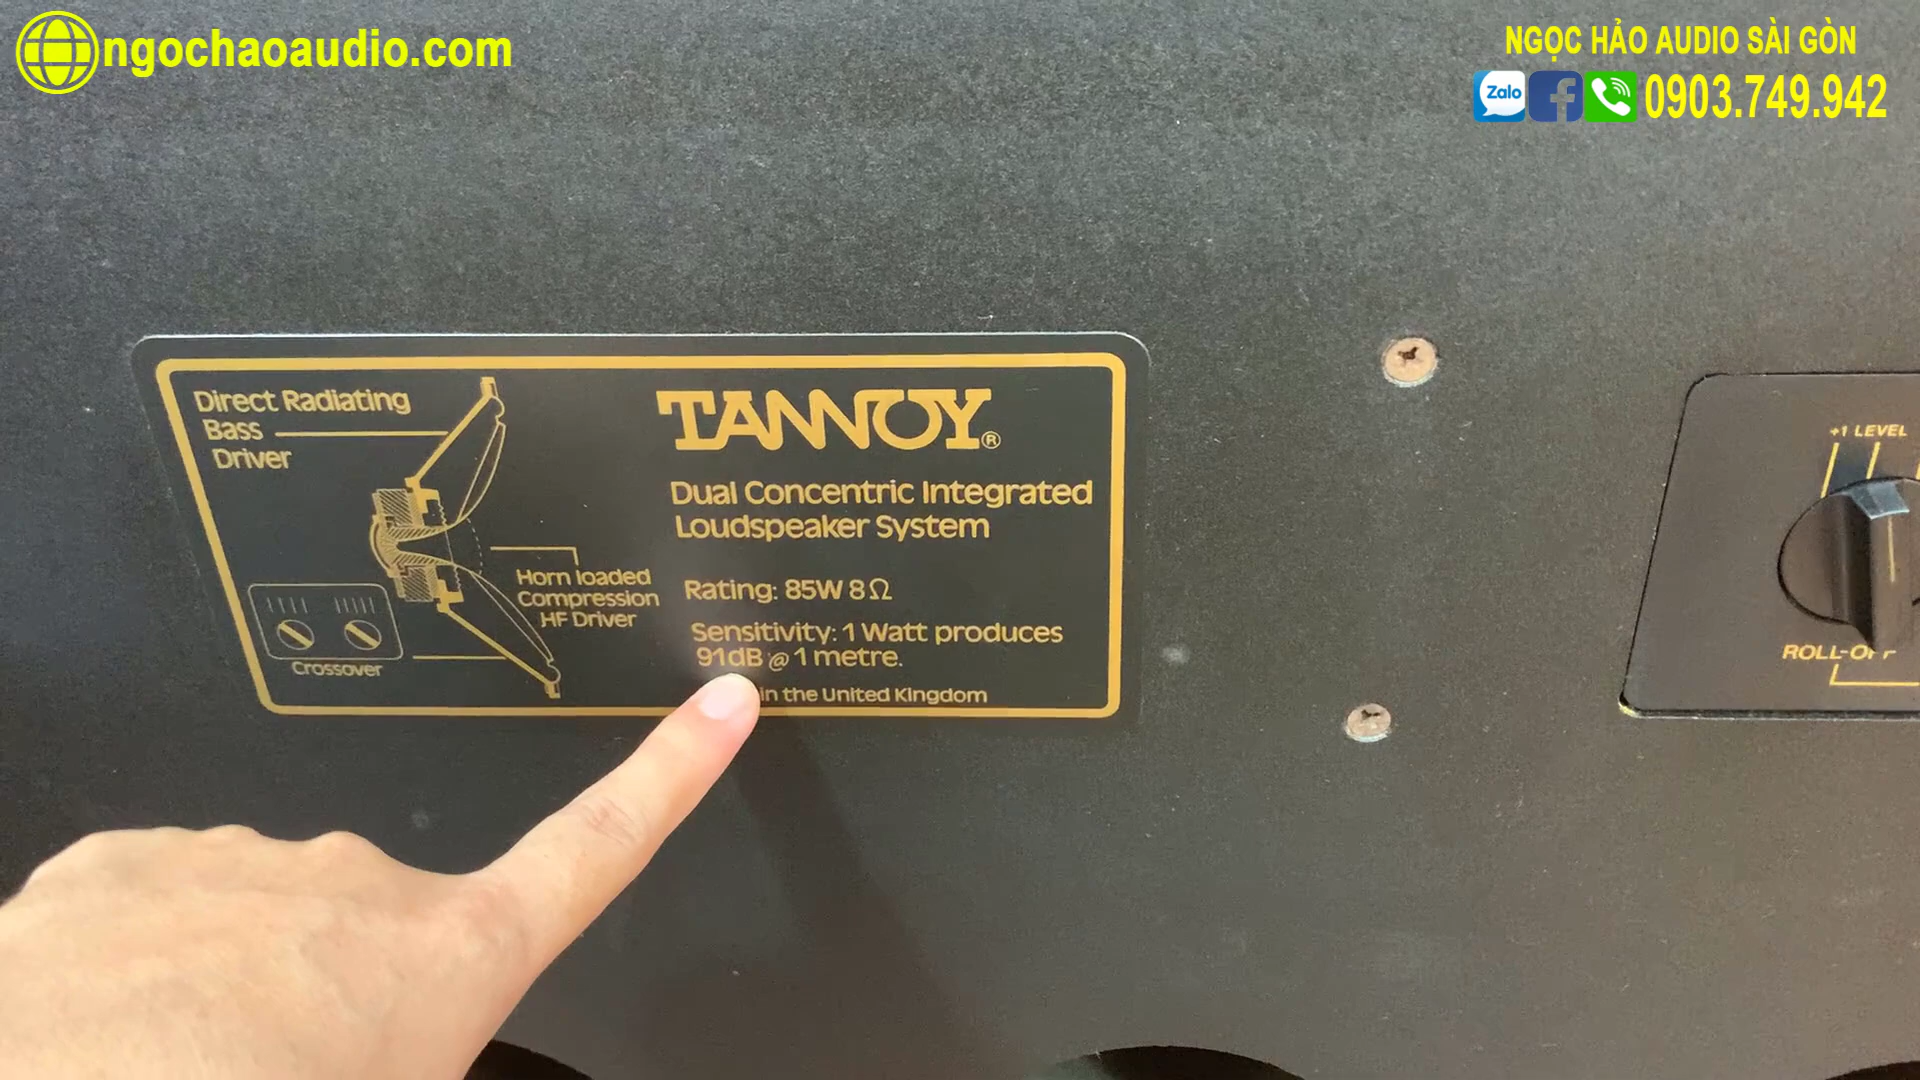 ngochaoaudio.com
NGỌC HẢO AUDIO SÀI GÒN
Zalo
0903.749.942
Direct Radiating
Bass
Driver
Horn loaded
Compression
HF Driver
Crossover
TANNOY®
Dual Concentric Integrated
Loudspeaker System
Rating: 85W 8Ω
Sensitivity: 1 Watt produces
91dB @ 1 metre.
in the United Kingdom
+1 LEVEL
ROLL-OFF